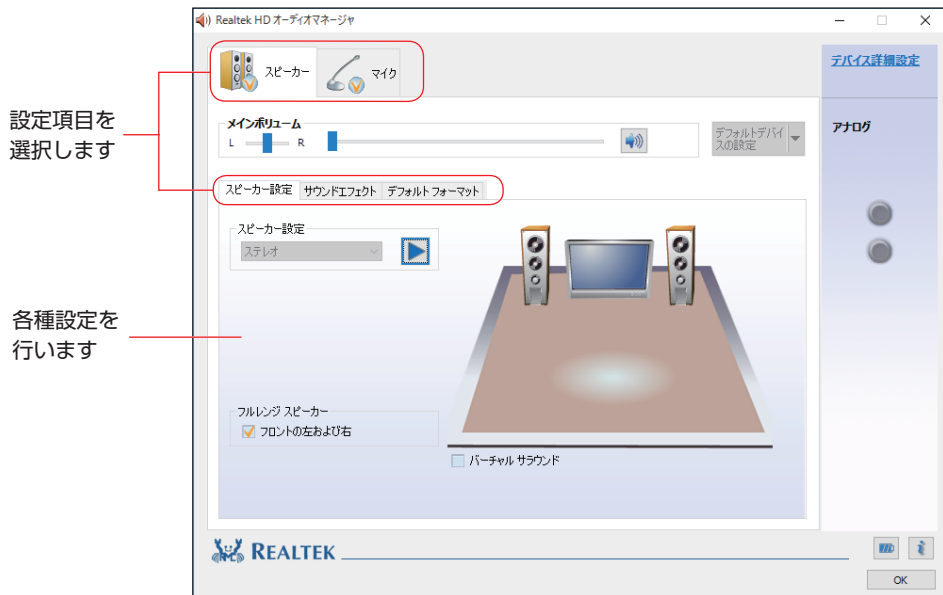 Realtek HD オーディオマネージャ
スピーカー
マイク
デバイス詳細設定
設定項目を
選択します
メインボリューム
L
R
デフォルトデバイ
スの設定
アナログ
スピーカー設定
サウンドエフェクト
デフォルト フォーマット
スピーカー設定
ステレオ
各種設定を
行います
フルレンジ スピーカー
フロントの左および右
バーチャル サラウンド
REALTEK
OK